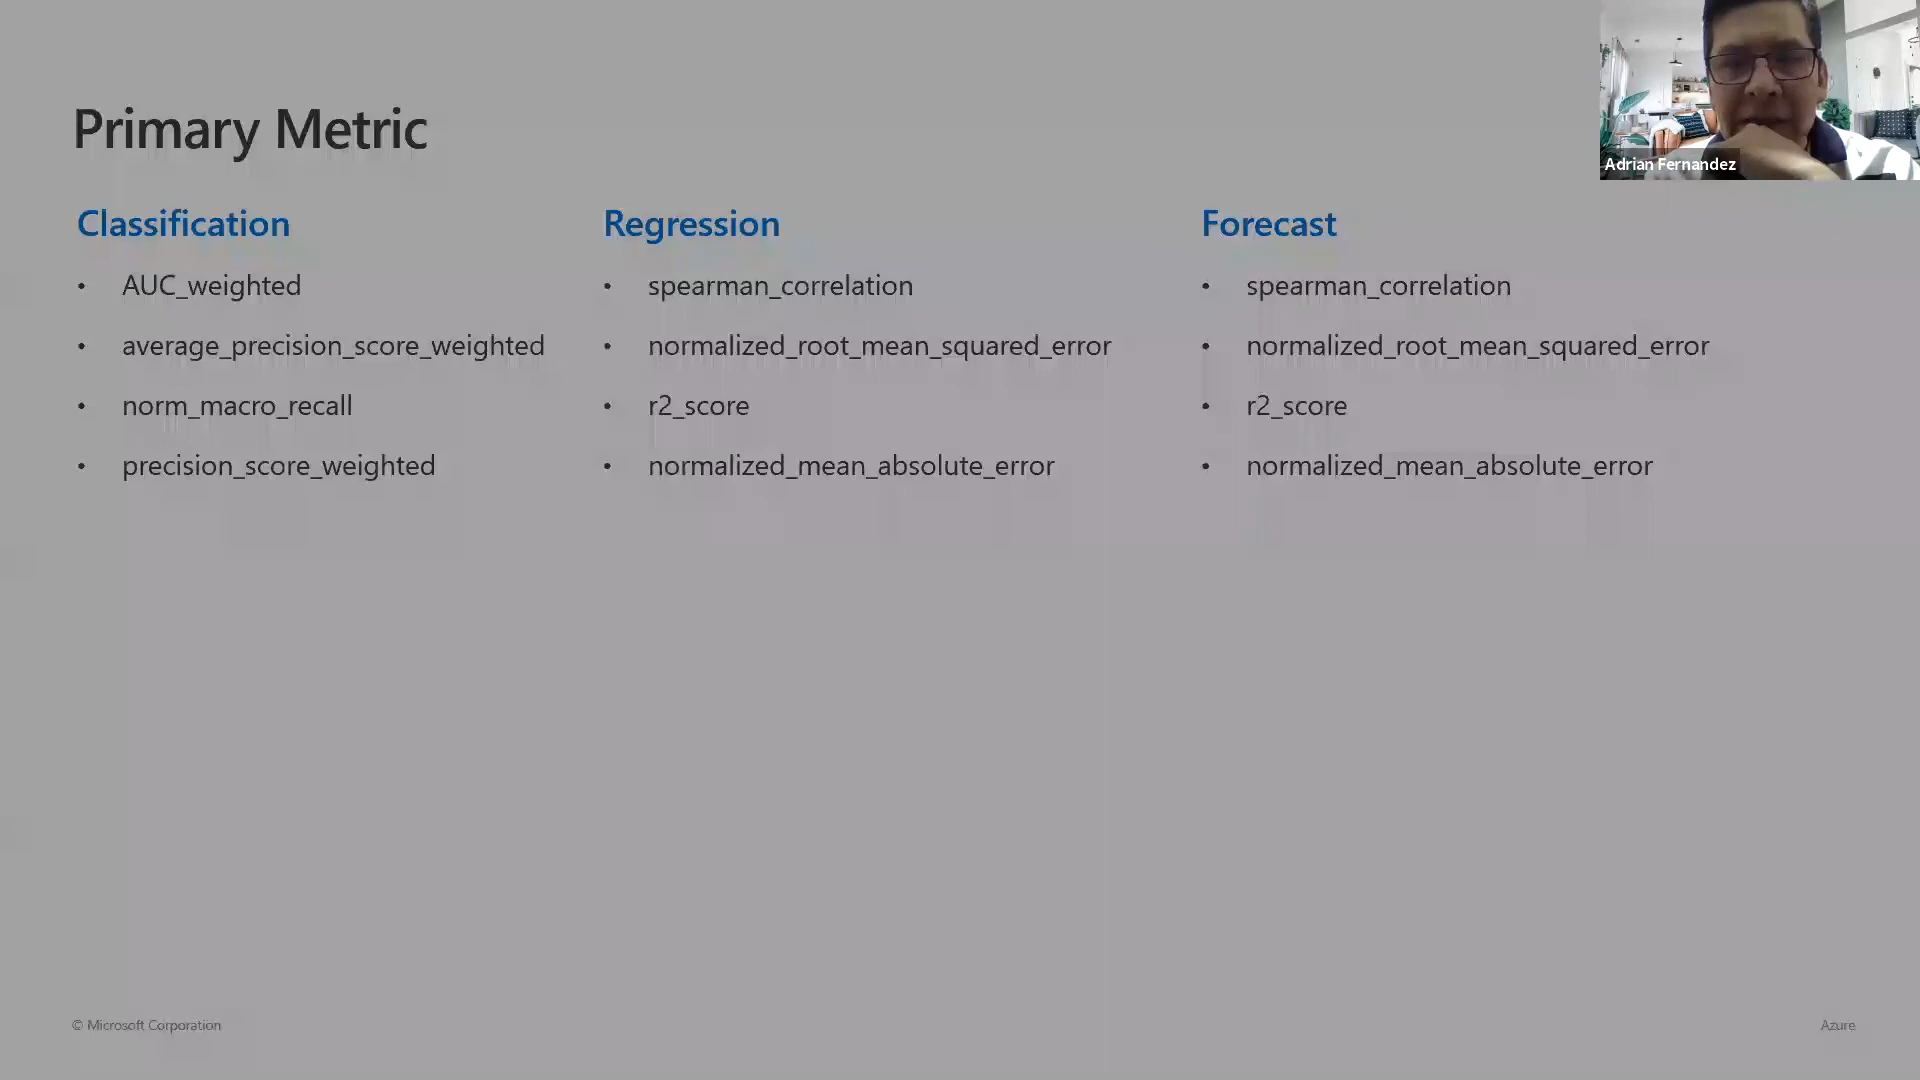 Adrian Fernandez
Primary Metric
Classification
• AUC_weighted
• average_precision_score_weighted
• norm_macro_recall
• precision_score_weighted
Regression
• spearman_correlation
• normalized_root_mean_squared_error
• r2_score
• normalized_mean_absolute_error
Forecast
• spearman_correlation
• normalized_root_mean_squared_error
• r2_score
• normalized_mean_absolute_error
© Microsoft Corporation
Azure